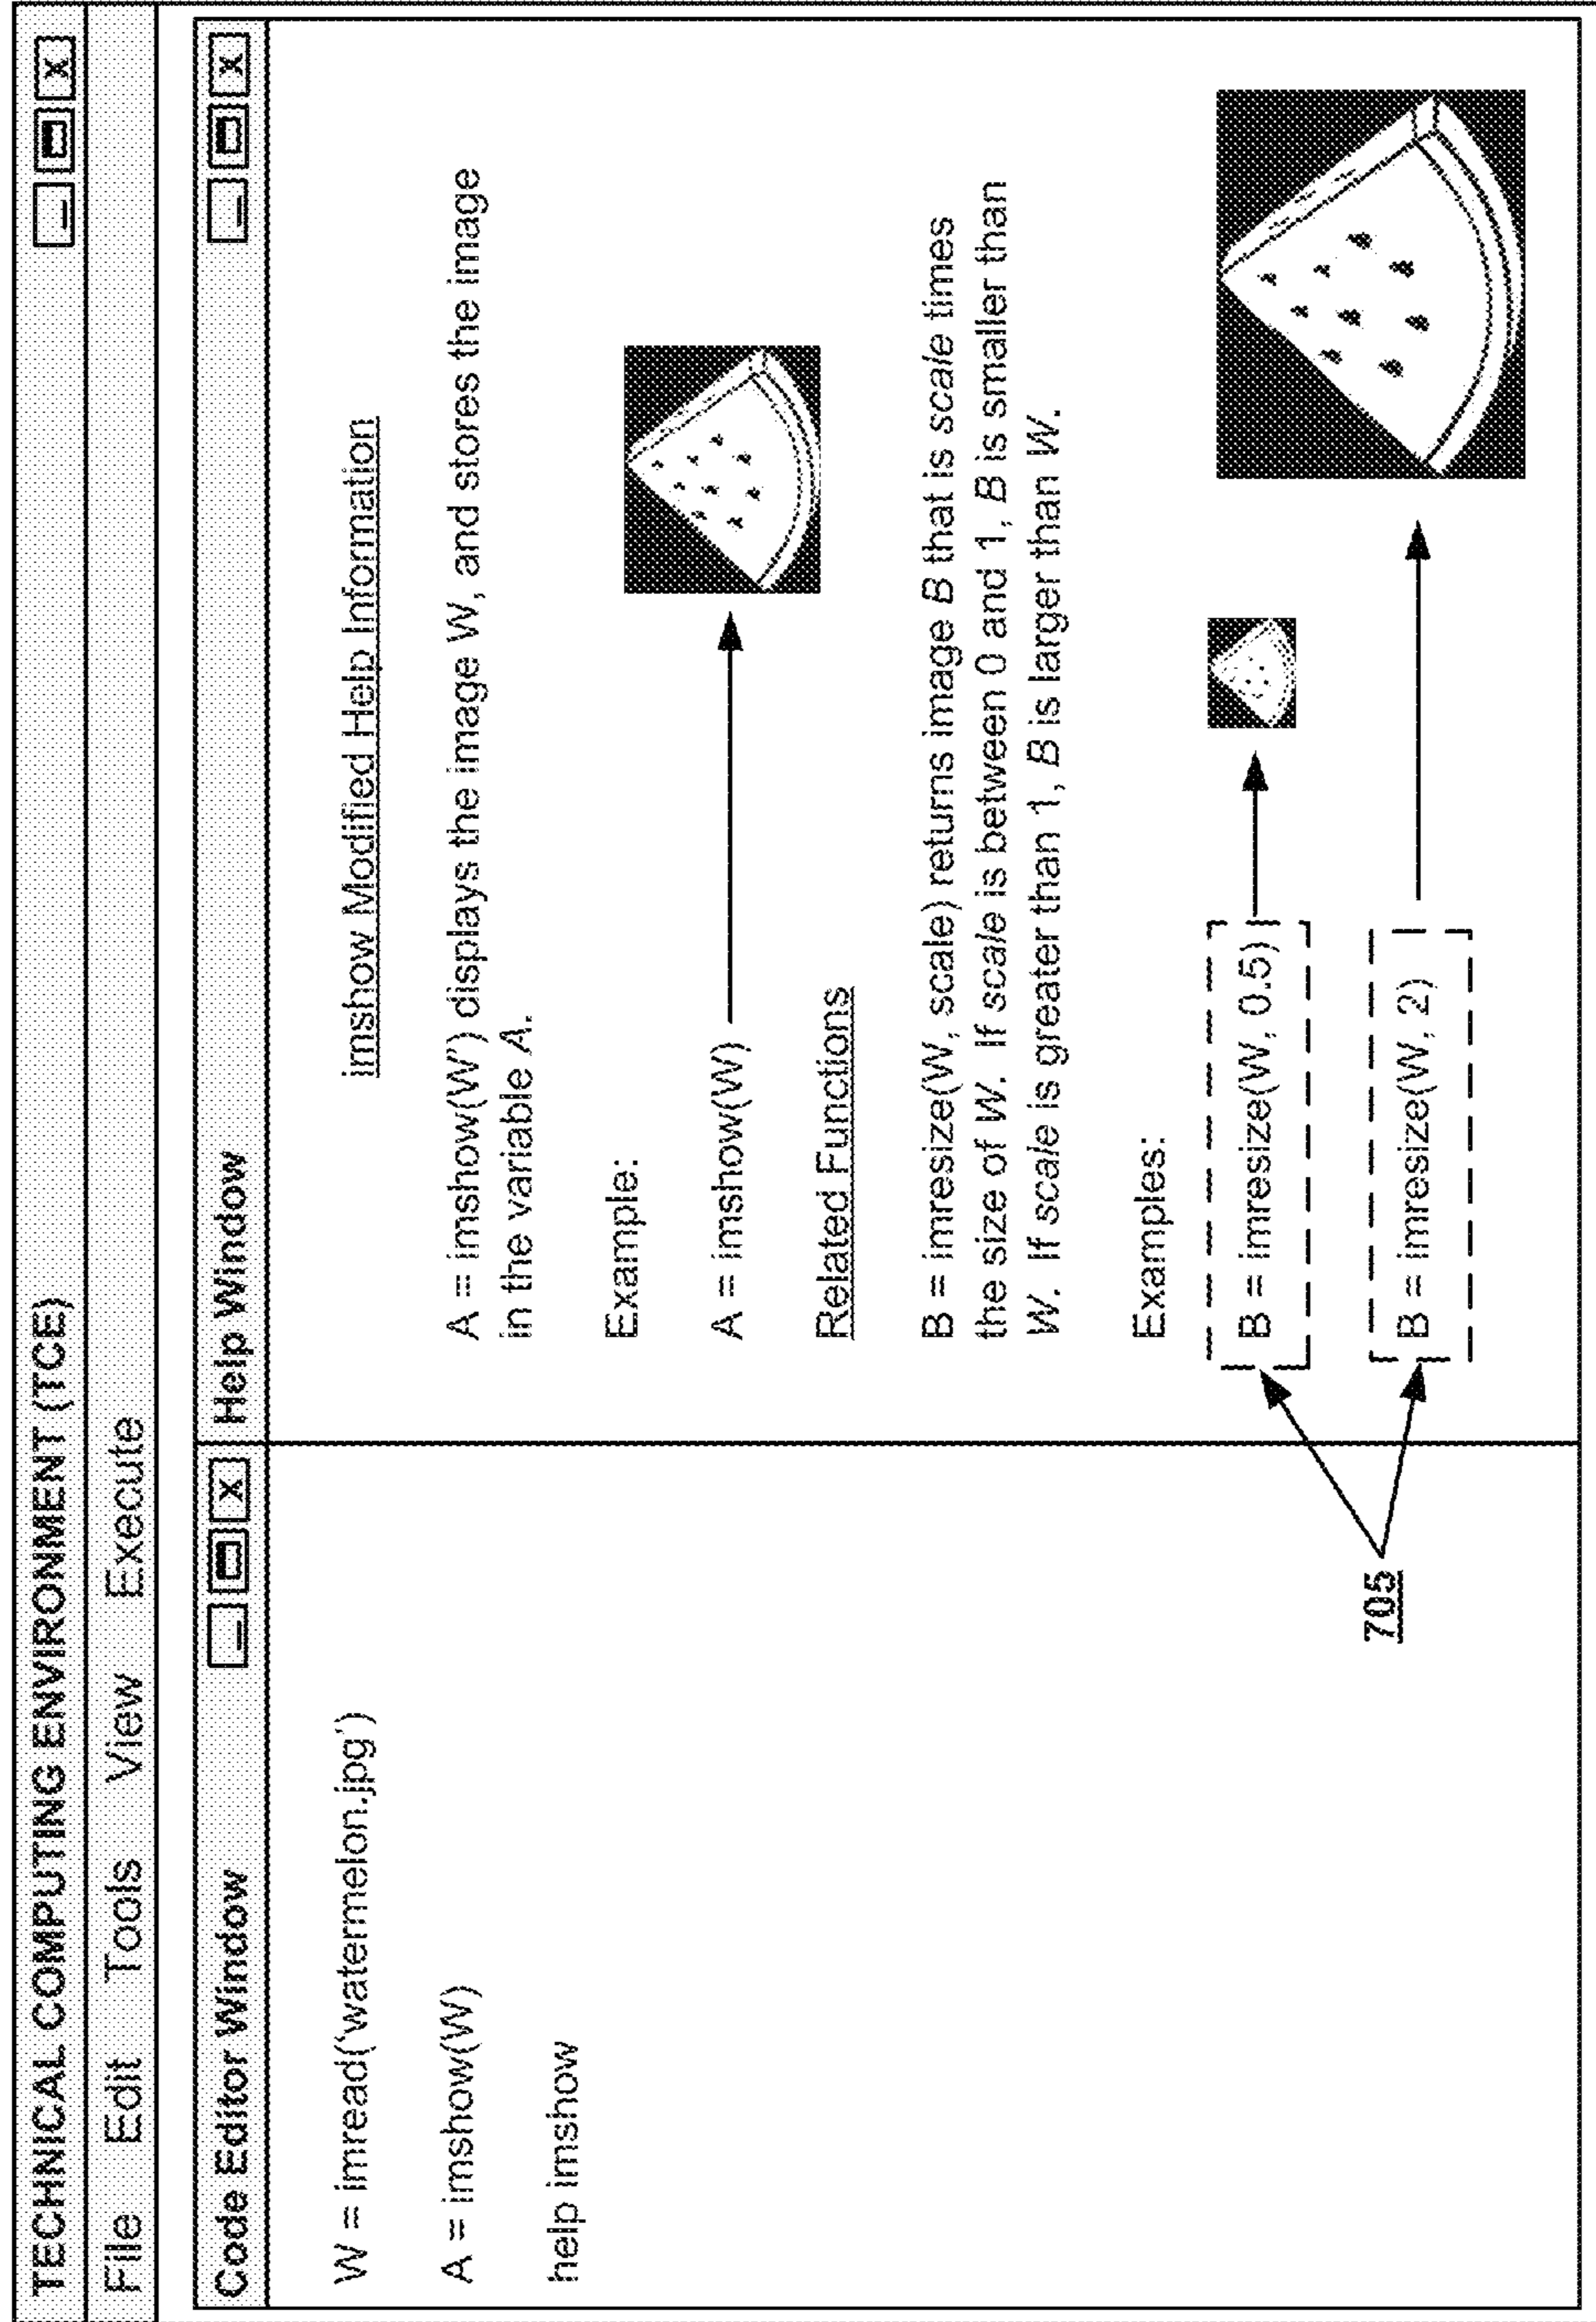 TECHNICAL COMPUTING ENVIRONMENT (TCE)
File Edit Tools View Execute
Code Editor Window
W = imread('watermelon.jpg')
A = imshow(W)
help imshow
Help Window
imshow Modified Help Information
A = imshow(W') displays the image W, and stores the image
in the variable A.
Example:
A = imshow(W)
Related Functions
B = imresize(W, scale) returns image B that is scale times
the size of W. If scale is between 0 and 1, B is smaller than
W. If scale is greater than 1, B is larger than W.
Examples:
B = imresize(W, 0.5)
B = imresize(W, 2)
705